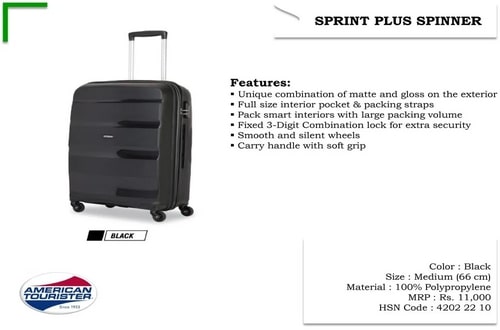 SPRINT PLUS SPINNER
Features:
▪ Unique combination of matte and gloss on the exterior
▪ Full size interior pocket & packing straps
▪ Pack smart interiors with large packing volume
▪ Fixed 3-Digit Combination lock for extra security
▪ Smooth and silent wheels
▪ Carry handle with soft grip
BLACK
AMERICAN
TOURISTER
Since 1933
Color : Black
Size : Medium (66 cm)
Material : 100% Polypropylene
MRP : Rs. 11,000
HSN Code : 4202 22 10